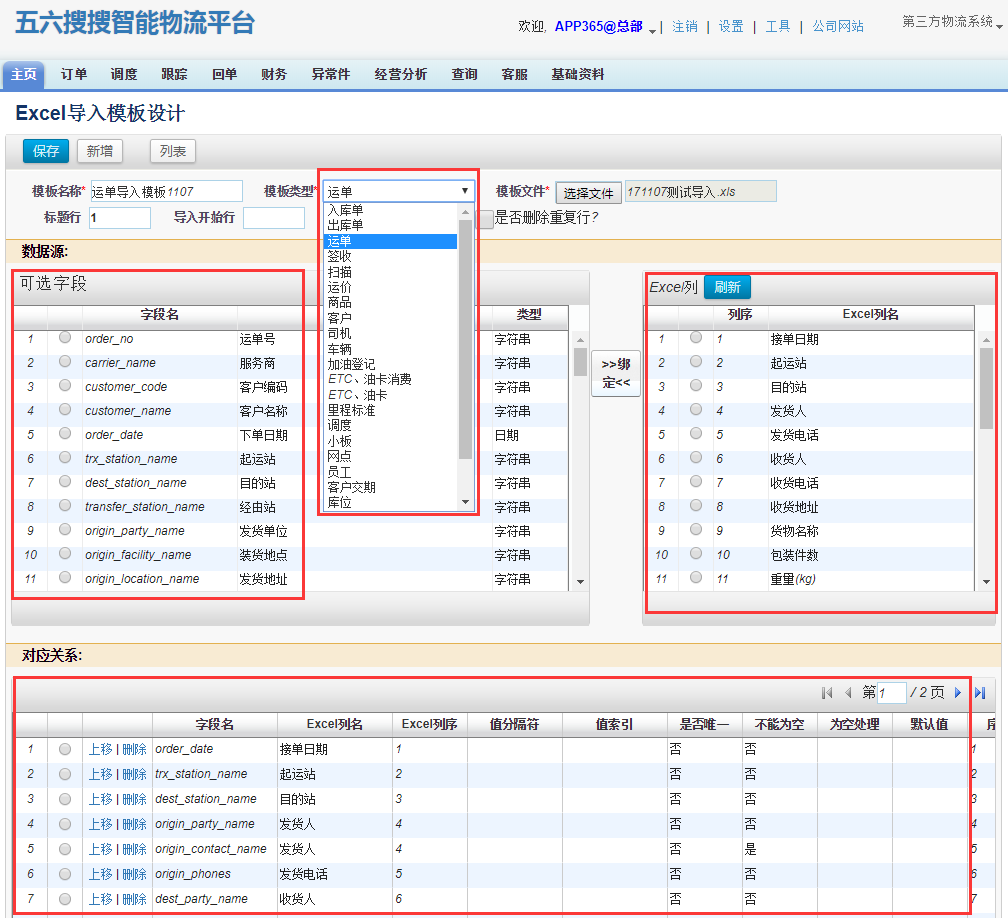 五六搜搜智能物流平台
欢迎, APP365@总部 | 注销 | 设置 | 工具 | 公司网站
第三方物流系统
主页 订单 调度 跟踪 回单 财务 异常件 经营分析 查询 客服 基础资料
Excel导入模板设计
保存 新增 列表
模板名称* 运单导入模板1107 模板类型* 运单 模板文件* 选择文件 171107测试导入.xls
标题行 1 导入开始行 是否删除重复行?
入库单
出库单
运单
签收
扫描
运价
商品
客户
司机
车辆
加油登记
ETC、油卡消费
ETC、油卡
里程标准
调度
小板
网点
员工
客户交期
库位
数据源:
可选字段
字段名 类型
1 order_no 运单号 字符串
2 carrier_name 服务商 字符串
3 customer_code 客户编码 字符串
4 customer_name 客户名称 字符串
5 order_date 下单日期 日期
6 trx_station_name 起运站 字符串
7 dest_station_name 目的站 字符串
8 transfer_station_name 经由站 字符串
9 origin_party_name 发货单位 字符串
10 origin_facility_name 装货地点 字符串
11 origin_location_name 发货地址 字符串
>>绑
定<<
Excel列 刷新
列序 Excel列名
1 1 接单日期
2 2 起运站
3 3 目的站
4 4 发货人
5 5 发货电话
6 6 收货人
7 7 收货电话
8 8 收货地址
9 9 货物名称
10 10 包装件数
11 11 重量(kg)
对应关系:
第 1 / 2 页
字段名 Excel列名 Excel列序 值分隔符 值索引 是否唯一 不能为空 为空处理 默认值
1 上移 | 删除 order_date 接单日期 1 否 否 1
2 上移 | 删除 trx_station_name 起运站 2 否 否 2
3 上移 | 删除 dest_station_name 目的站 3 否 否 3
4 上移 | 删除 origin_party_name 发货人 4 否 否 4
5 上移 | 删除 origin_contact_name 发货人 4 否 是 5
6 上移 | 删除 origin_phones 发货电话 5 否 否 6
7 上移 | 删除 dest_party_name 收货人 6 否 否 7